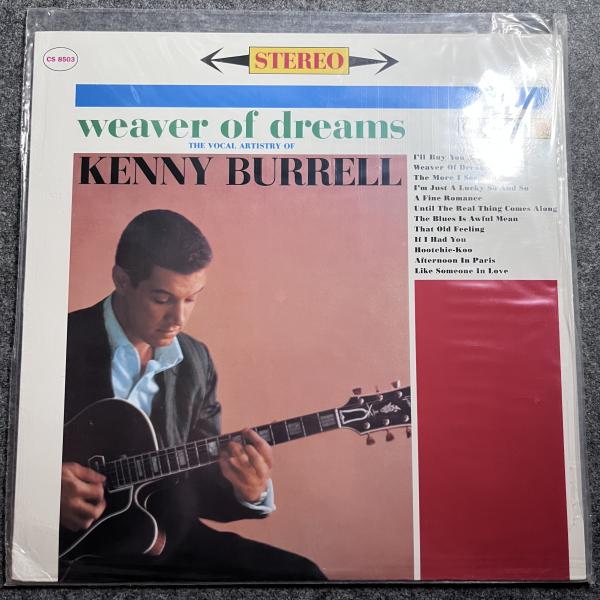 CS 8503
STEREO
weaver of dreams
THE VOCAL ARTISTRY OF
KENNY BURRELL
I'll Buy You
Weaver Of
The More I See
I'm Just A Lucky So And So
A Fine Romance
Until The Real Thing Comes Along
The Blues Is Awful Mean
That Old Feeling
If I Had You
Hootchie-Koo
Afternoon In Paris
Like Someone In Love